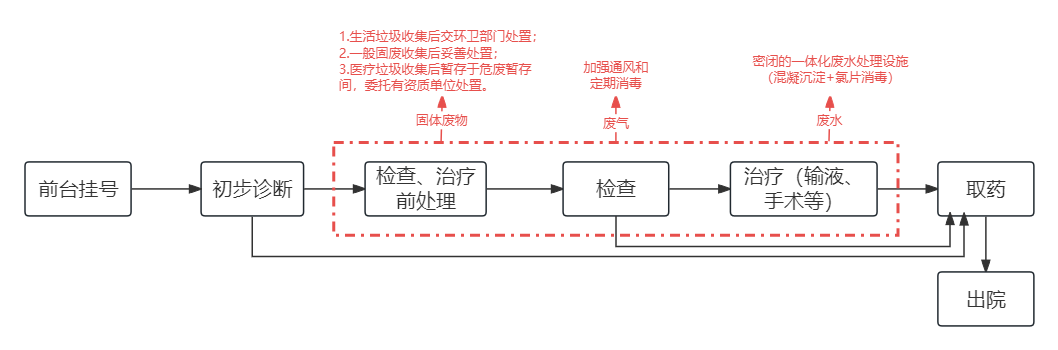 1.生活垃圾收集后交环卫部门处置；
2.一般固废收集后妥善处置；
3.医疗垃圾收集后暂存于危废暂存
间，委托有资质单位处置。
加强通风和
定期消毒
密闭的一体化废水处理设施
（混凝沉淀+氯片消毒）
固体废物
废气
废水
前台挂号
初步诊断
检查、治疗
前处理
检查
治疗（输液、
手术等）
取药
出院